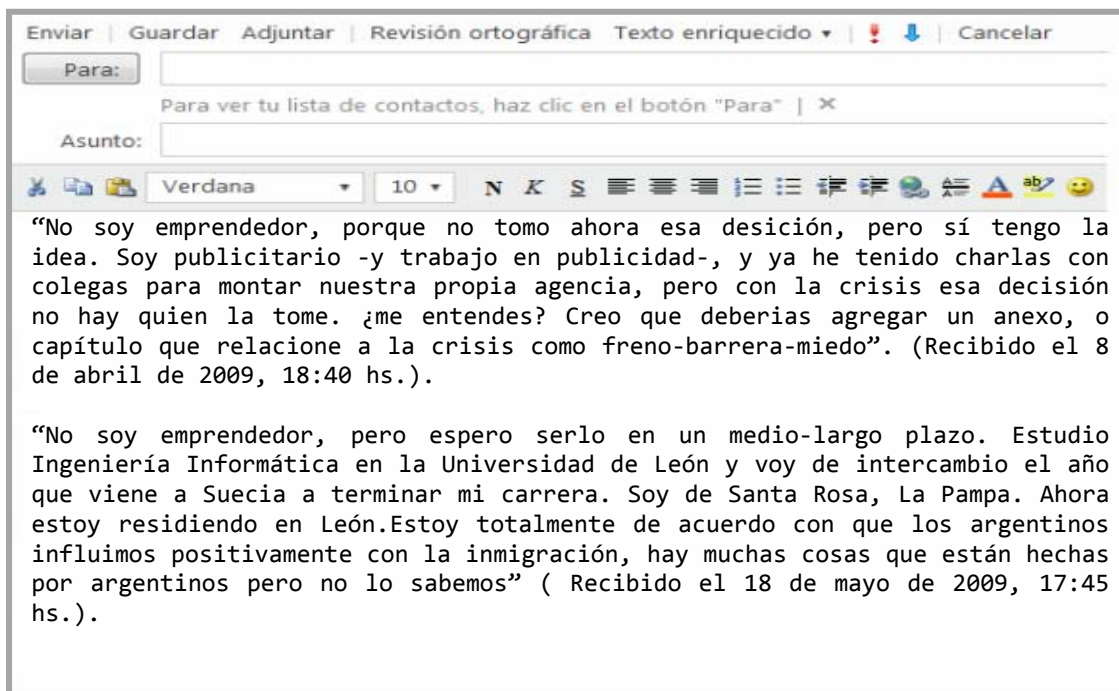 Enviar | Guardar Adjuntar | Revisión ortográfica Texto enriquecido | Cancelar
Para:
Para ver tu lista de contactos, haz clic en el botón "Para" | ✕
Asunto:
Verdana 10 N K S A ab
“No soy emprendedor, porque no tomo ahora esa desición, pero sí tengo la
idea. Soy publicitario -y trabajo en publicidad-, y ya he tenido charlas con
colegas para montar nuestra propia agencia, pero con la crisis esa decisión
no hay quien la tome. ¿me entendes? Creo que deberias agregar un anexo, o
capítulo que relacione a la crisis como freno-barrera-miedo”. (Recibido el 8
de abril de 2009, 18:40 hs.).
“No soy emprendedor, pero espero serlo en un medio-largo plazo. Estudio
Ingeniería Informática en la Universidad de León y voy de intercambio el año
que viene a Suecia a terminar mi carrera. Soy de Santa Rosa, La Pampa. Ahora
estoy residiendo en León.Estoy totalmente de acuerdo con que los argentinos
influimos positivamente con la inmigración, hay muchas cosas que están hechas
por argentinos pero no lo sabemos” ( Recibido el 18 de mayo de 2009, 17:45
hs.).